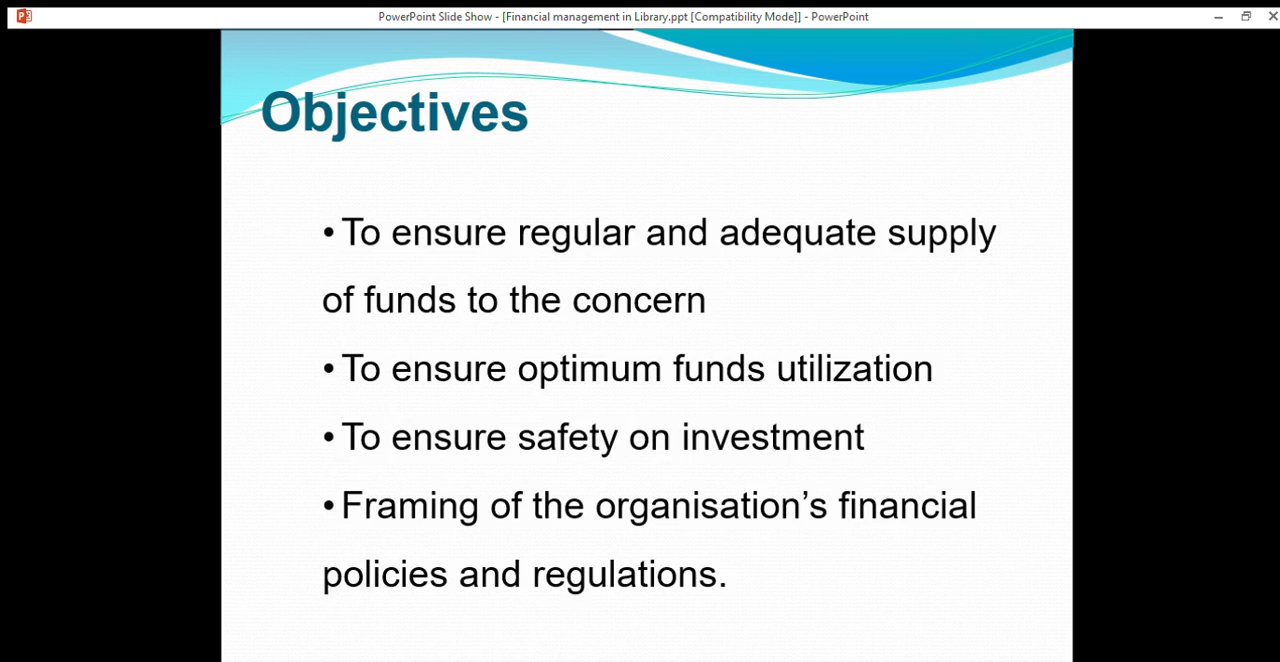 PowerPoint Slide Show - [Financial management in Library.ppt [Compatibility Mode]] - PowerPoint
Objectives
• To ensure regular and adequate supply
of funds to the concern
• To ensure optimum funds utilization
• To ensure safety on investment
• Framing of the organisation’s financial
policies and regulations.